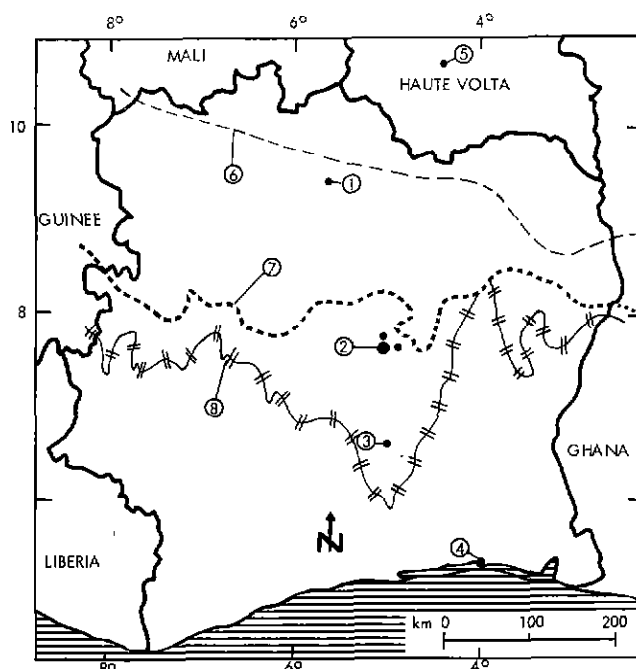 8° 6° 4°
MALI
⑤
HAUTE VOLTA
10
⑥ ①
GUINEE
⑦
8
②
⑧ ③
GHANA
N
④
LIBERIA
km 0 100 200
8° 6° 4°